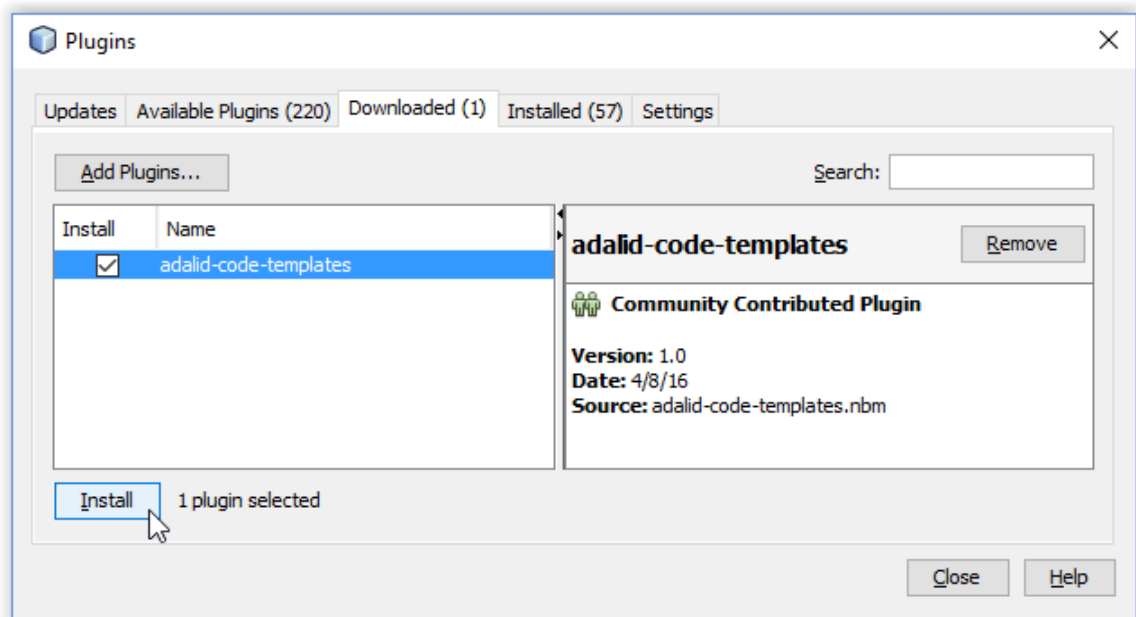 Plugins
Updates Available Plugins (220) Downloaded (1) Installed (57) Settings
Add Plugins... Search:
Install Name
adalid-code-templates
adalid-code-templates Remove
Community Contributed Plugin
Version: 1.0
Date: 4/8/16
Source: adalid-code-templates.nbm
Install 1 plugin selected
Close Help